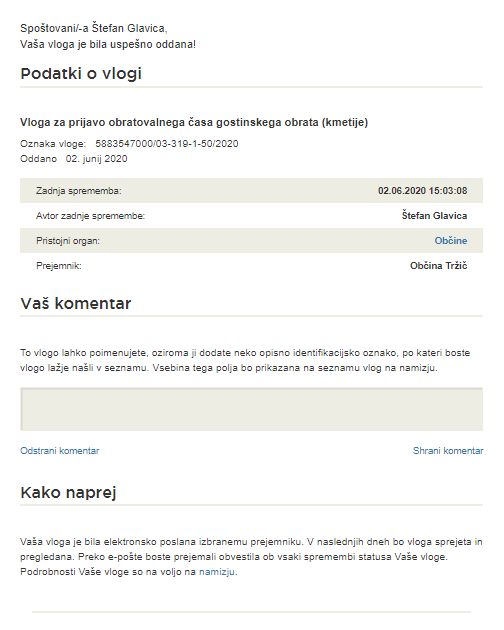 Spoštovani/-a Štefan Glavica,
Vaša vloga je bila uspešno oddana!
Podatki o vlogi
Vloga za prijavo obratovalnega časa gostinskega obrata (kmetije)
Oznaka vloge: 5883547000/03-319-1-50/2020
Oddano 02. junij 2020
Zadnja sprememba: 02.06.2020 15:03:08
Avtor zadnje spremembe: Štefan Glavica
Pristojni organ: Občine
Prejemnik: Občina Tržič
Vaš komentar
To vlogo lahko poimenujete, oziroma ji dodate neko opisno identifikacijsko oznako, po kateri boste
vlogo lažje našli v seznamu. Vsebina tega polja bo prikazana na seznamu vlog na namizju.
Odstrani komentar Shrani komentar
Kako naprej
Vaša vloga je bila elektronsko poslana izbranemu prejemniku. V naslednjih dneh bo vloga sprejeta in
pregledana. Preko e-pošte boste prejemali obvestila ob vsaki spremembi statusa Vaše vloge.
Podrobnosti Vaše vloge so na voljo na namizju.